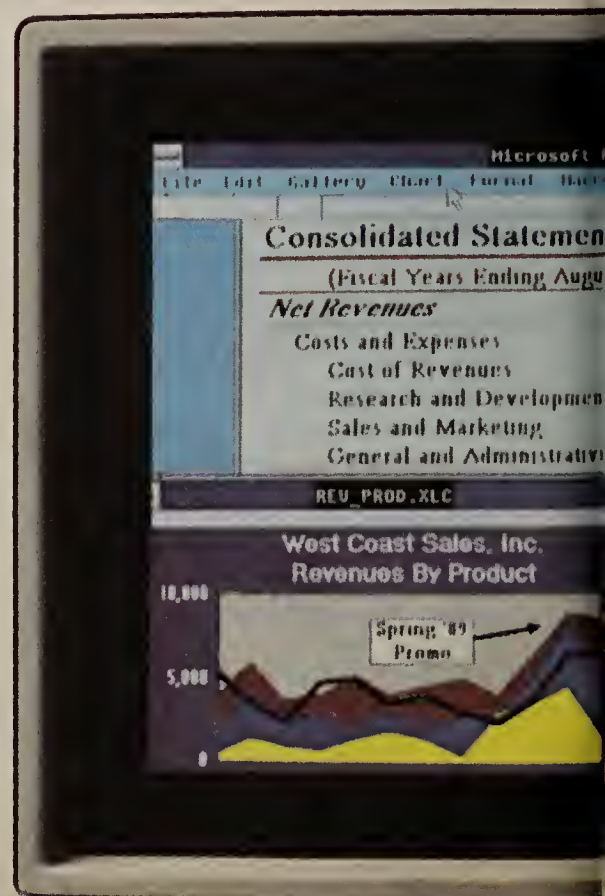 Microsoft
File Edit Gallery Chart Format
Consolidated Statemen
(Fiscal Years Ending Augu
Net Revenues
Costs and Expenses
Cost of Revenues
Research and Developmen
Sales and Marketing
General and Administrativ
REV_PROD.XLC
West Coast Sales, Inc.
Revenues By Product
10,000
Spring '89
Promo
5,000
0